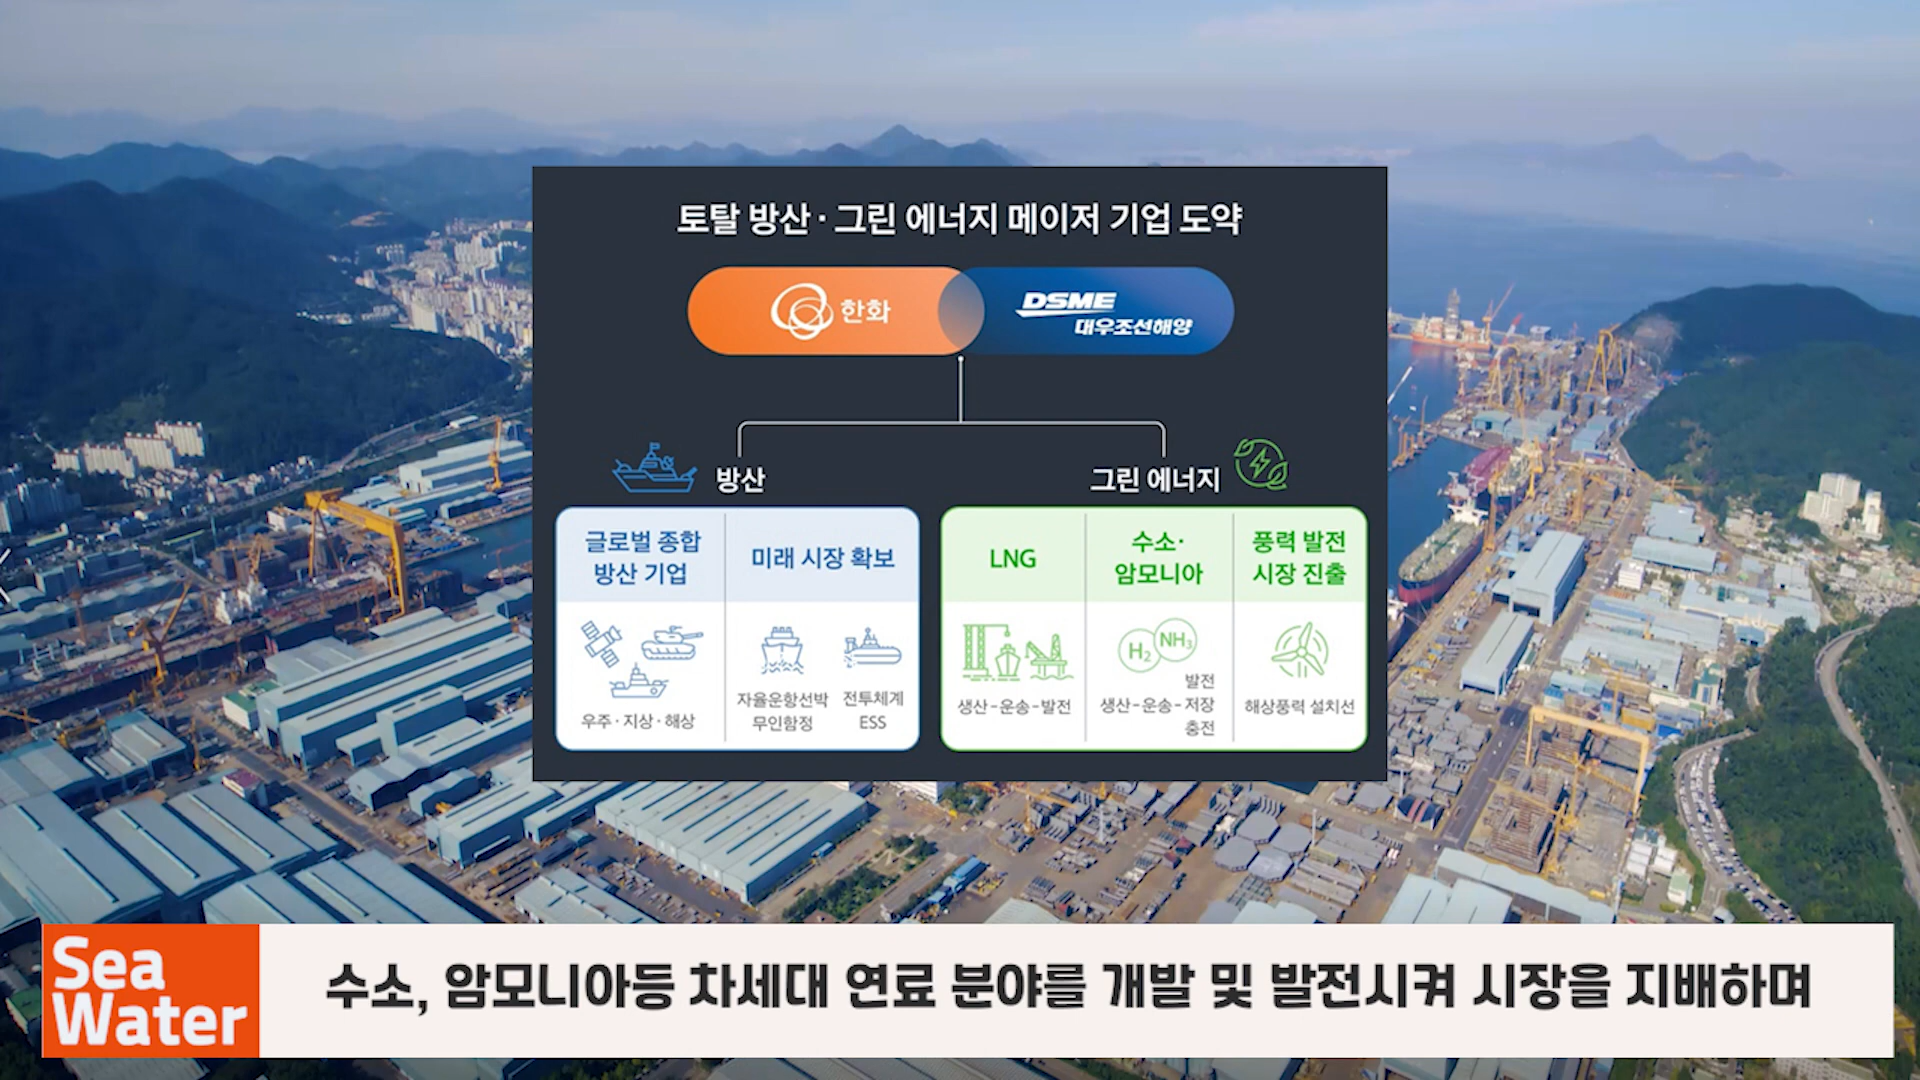 토탈 방산 · 그린 에너지 메이저 기업 도약
한화
DSME
대우조선해양
방산
그린 에너지
글로벌 종합
방산 기업
미래 시장 확보
우주 · 지상 · 해상
자율운항선박
무인함정
전투체계
ESS
LNG
수소·
암모니아
풍력 발전
시장 진출
생산-운송-발전
H2
NH3
발전
생산-운송-저장
충전
해상풍력 설치선
Sea
Water
수소, 암모니아등 차세대 연료 분야를 개발 및 발전시켜 시장을 지배하며